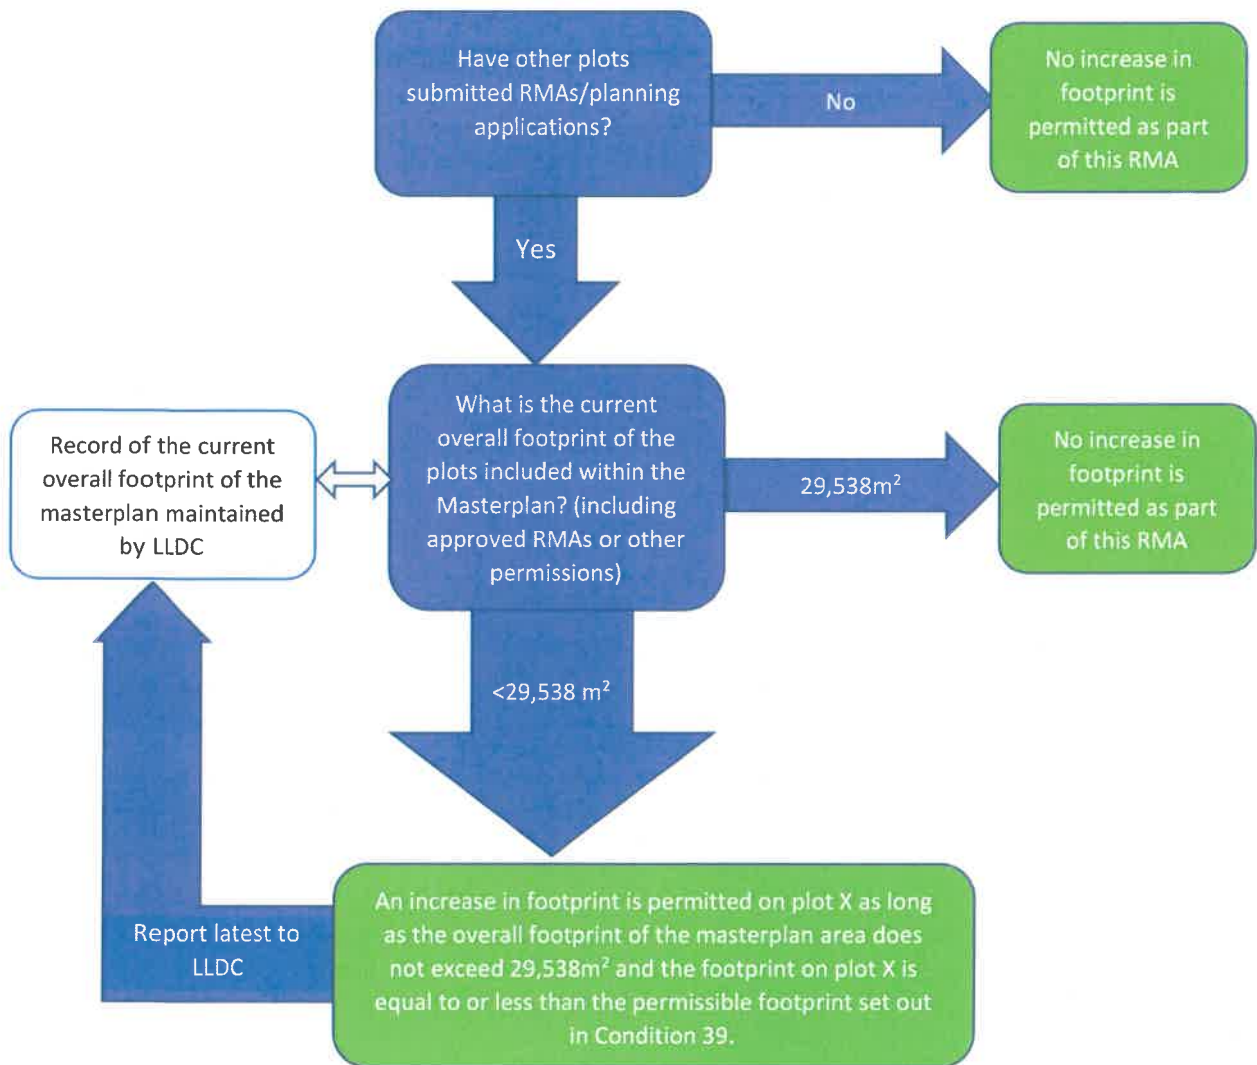 Have other plots
submitted RMAs/planning
applications?
No
No increase in
footprint is
permitted as part
of this RMA
Yes
What is the current
overall footprint of the
plots included within the
Masterplan? (including
approved RMAs or other
permissions)
Record of the current
overall footprint of the
masterplan maintained
by LLDC
29,538m²
No increase in
footprint is
permitted as part
of this RMA
<29,538 m²
Report latest to
LLDC
An increase in footprint is permitted on plot X as long
as the overall footprint of the masterplan area does
not exceed 29,538m² and the footprint on plot X is
equal to or less than the permissible footprint set out
in Condition 39.